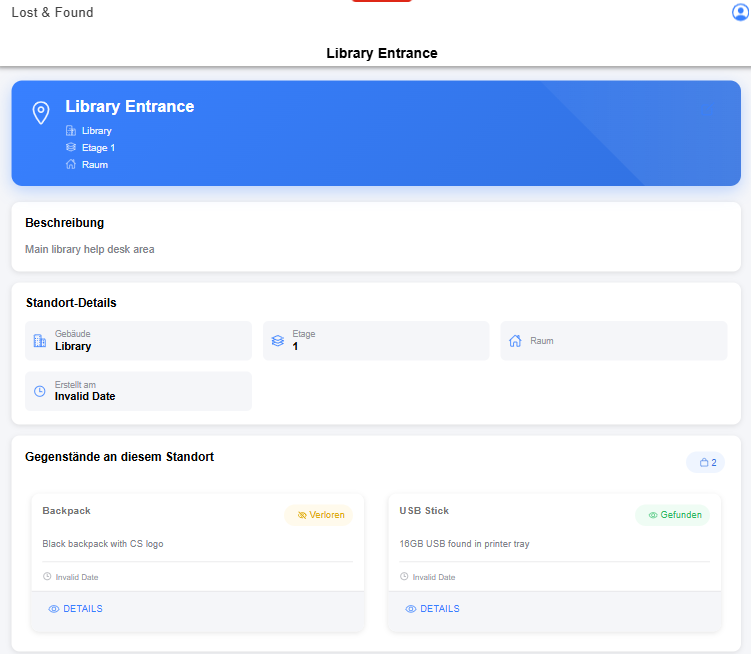 Lost & Found
Library Entrance
Library Entrance
Library
Etage 1
Raum
Beschreibung
Main library help desk area
Standort-Details
Gebäude
Library
Etage
1
Raum
Erstellt am
Invalid Date
Gegenstände an diesem Standort
2
Backpack
Verloren
Black backpack with CS logo
Invalid Date
DETAILS
USB Stick
Gefunden
16GB USB found in printer tray
Invalid Date
DETAILS